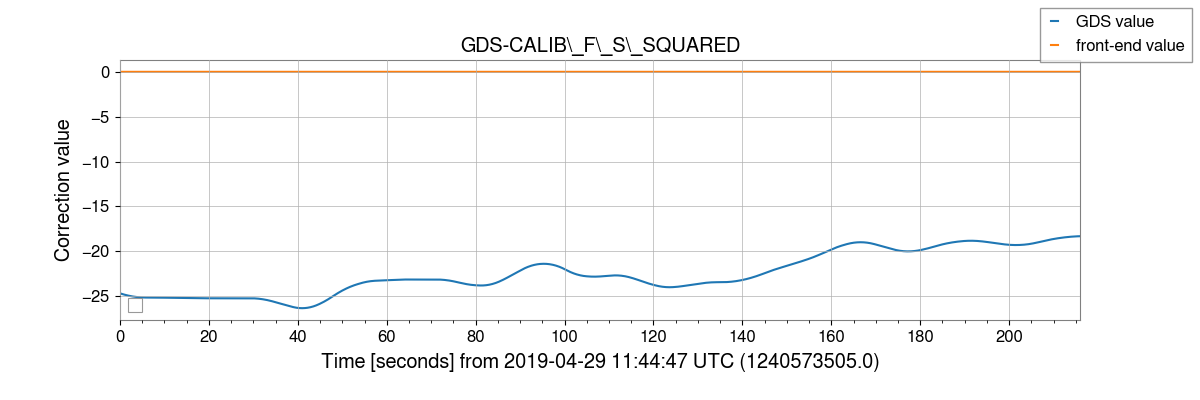 GDS value
front-end value
GDS-CALIB\_F\_S\_SQUARED
Correction value
0
−5
−10
−15
−20
−25
0 20 40 60 80 100 120 140 160 180 200
Time [seconds] from 2019-04-29 11:44:47 UTC (1240573505.0)